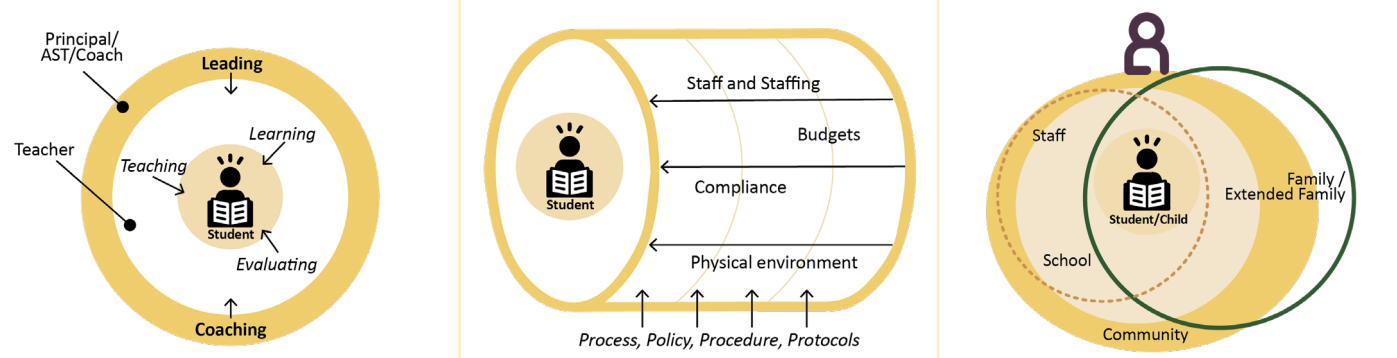 Principal/
AST/Coach
Leading
Learning
Teacher
Teaching
Student
Evaluating
Coaching
Staff and Staffing
Budgets
Compliance
Student
Physical environment
Process, Policy, Procedure, Protocols
Staff
Family /
Extended Family
Student/Child
School
Community